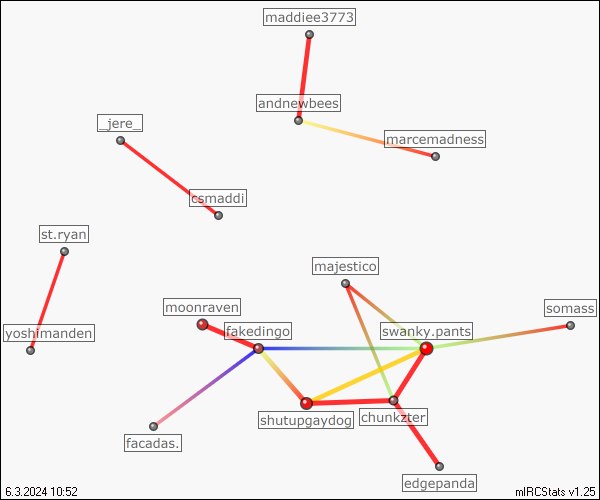 maddiee3773
andnewbees
_jere_
marcemadness
csmaddi
st.ryan
majestico
moonraven
somass
yoshimanden
fakedingo
swanky.pants
shutupgaydog
chunkzter
facadas.
edgepanda
6.3.2024 10:52
mIRCStats v1.25